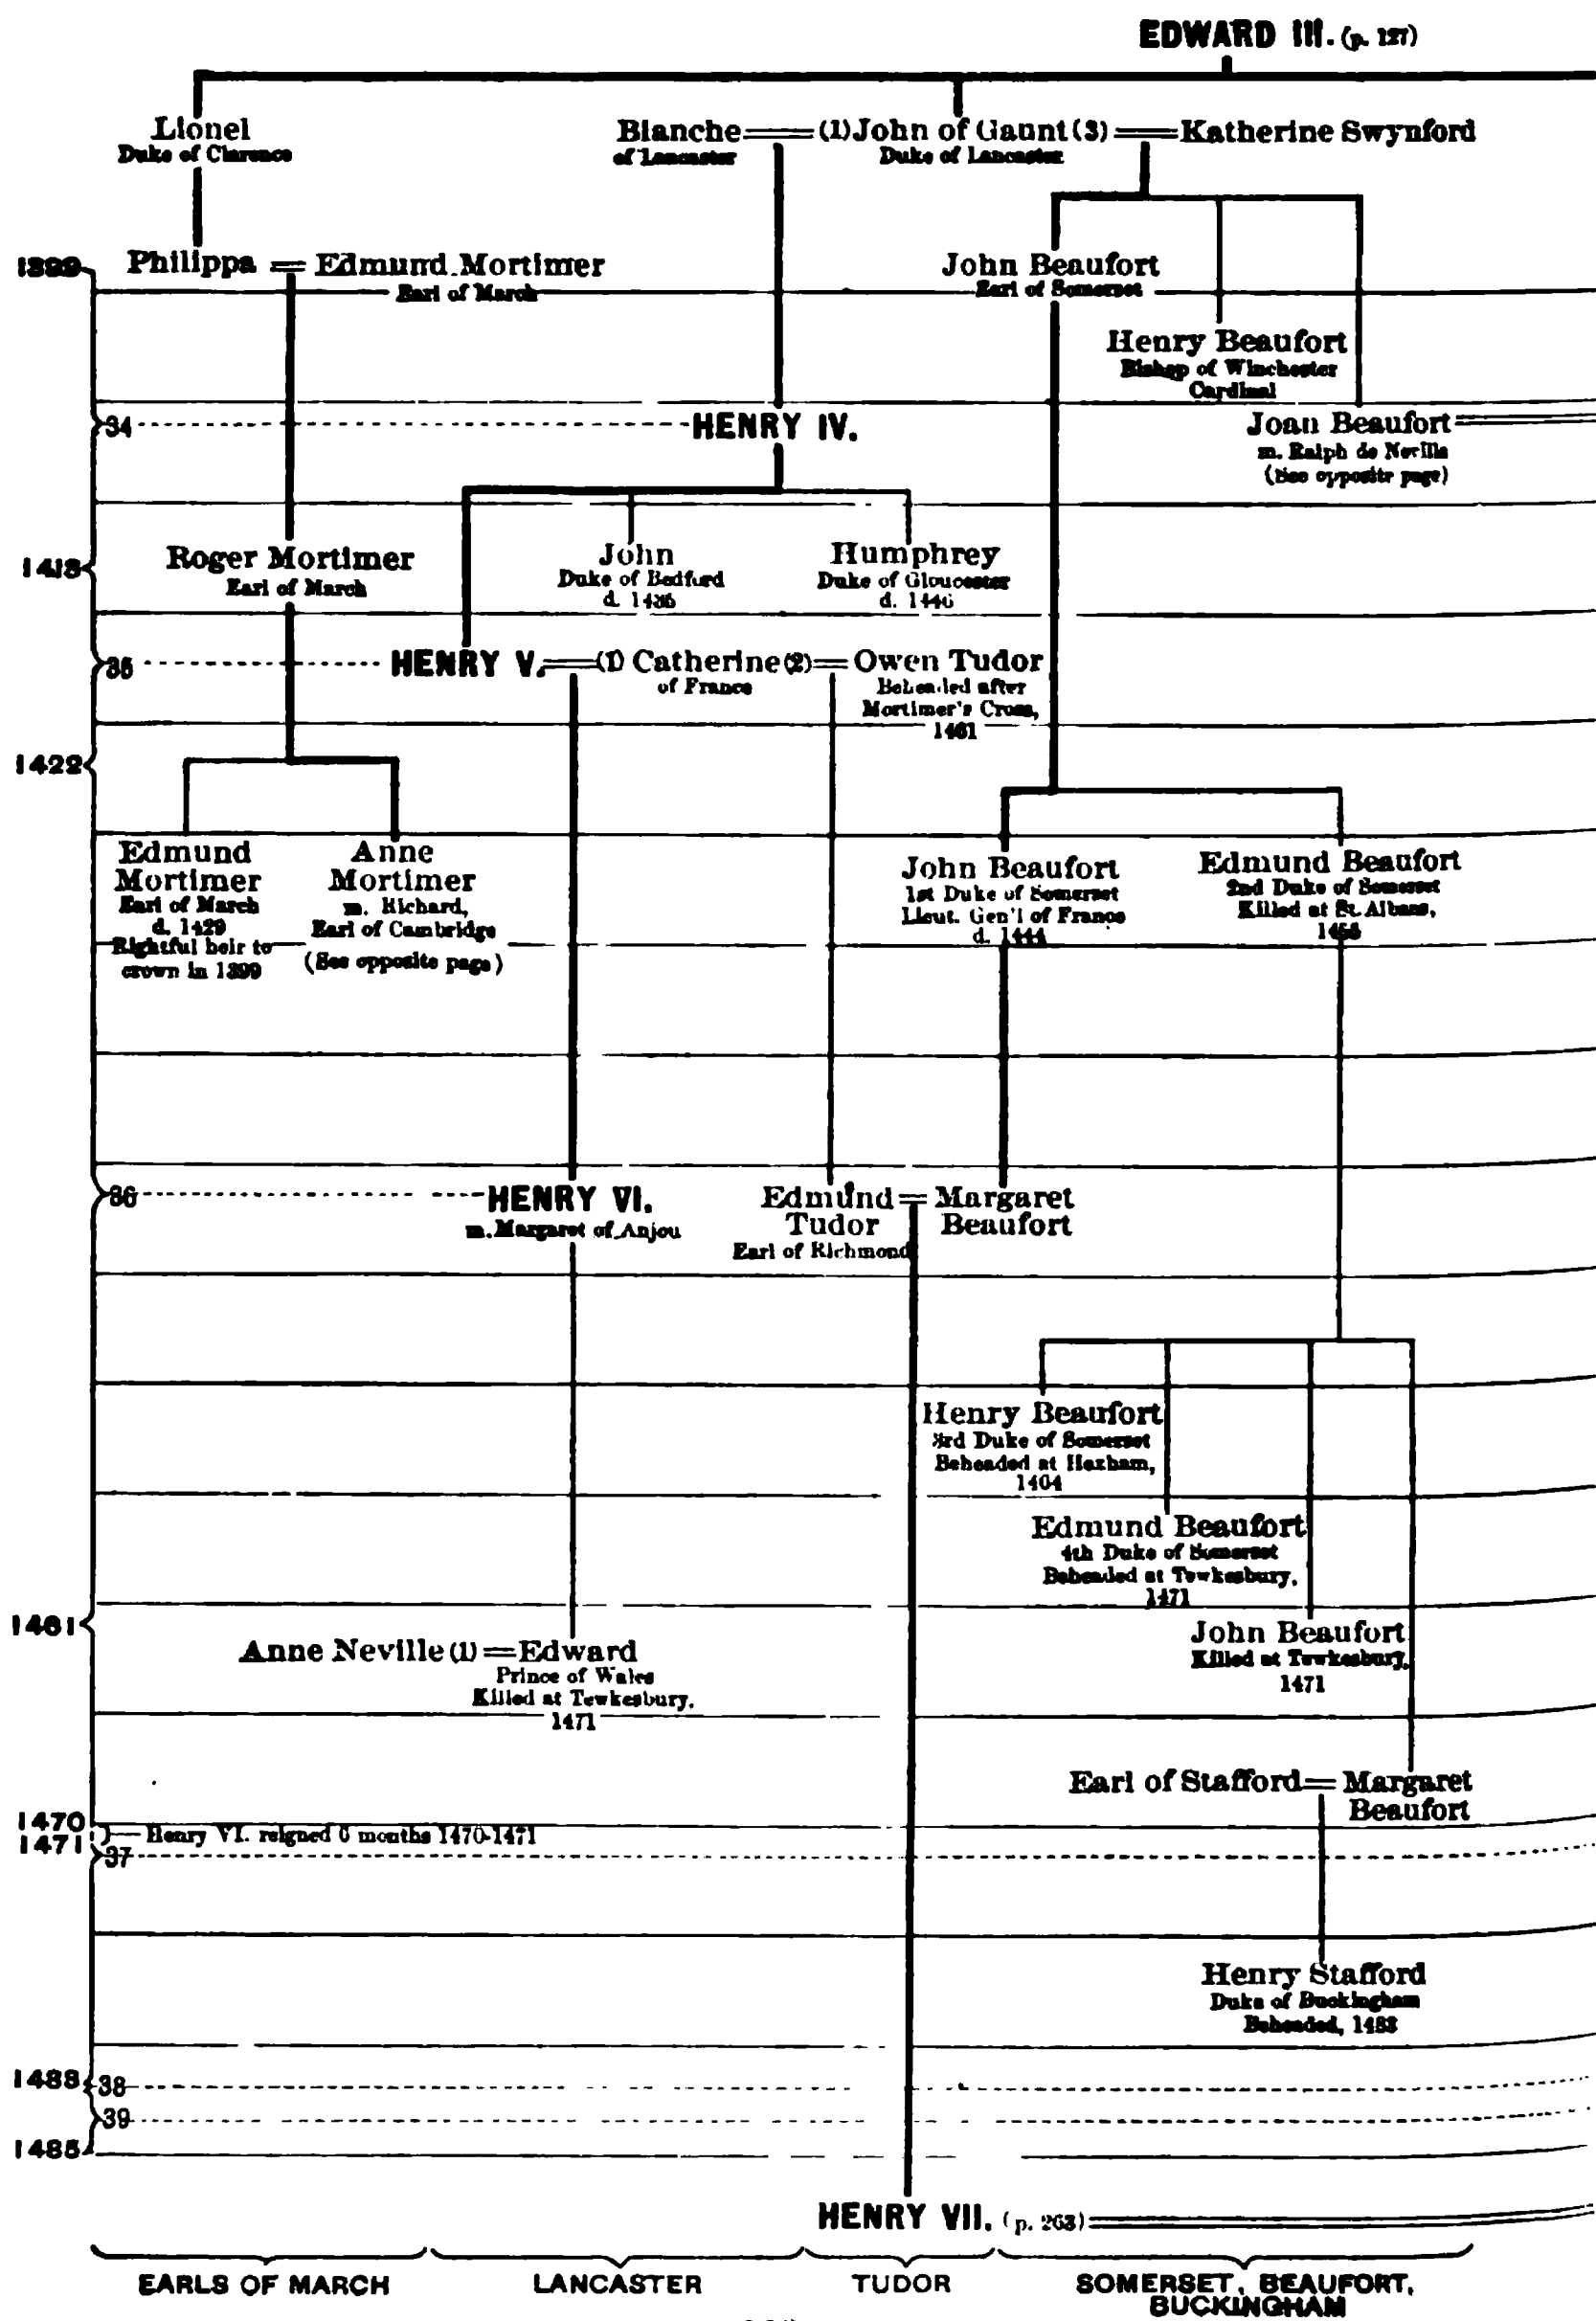 EDWARD III. (p. 127)
Lionel
Duke of Clarence
Blanche (1) John of Gaunt (3) Katherine Swynford
of Lancaster
Duke of Lancaster
1399
Philippa = Edmund Mortimer
Earl of March
John Beaufort
Earl of Somerset
Henry Beaufort
Bishop of Winchester
Cardinal
34
HENRY IV.
Joan Beaufort
m. Ralph de Neville
(See opposite page)
1413
Roger Mortimer
Earl of March
John
Duke of Bedford
d.
Humphrey
Duke of Gloucester
d. 1446
35
HENRY V. = (1) Catherine (2) = Owen Tudor
of France
Beheaded after
Mortimer's Cross,
1461
1422
Edmund
Mortimer
Earl of March
d. 1429
Rightful heir to
crown in 1399
Anne
Mortimer
m. Richard,
Earl of Cambridge
(See opposite page)
John Beaufort
1st Duke of Somerset
Lieut. Gen'l of France
d. 1444
Edmund Beaufort
2nd Duke of Somerset
Killed at St. Albans,
36
HENRY VI.
m. Margaret of Anjou
Edmund = Margaret
Tudor Beaufort
Earl of Richmond
Henry Beaufort
3rd Duke of Somerset
Beheaded at Hexham,
Edmund Beaufort
4th Duke of Somerset
Beheaded at Tewkesbury,
1471
1461
Anne Neville (1) = Edward
Prince of Wales
Killed at Tewkesbury,
1471
John Beaufort
Killed at Tewkesbury,
1471
Earl of Stafford = Margaret
Beaufort
1470
1471
Henry VI. reigned 6 months 1470-1471
37
Henry Stafford
Duke of Buckingham
Beheaded, 1483
1483
38
39
1485
HENRY VII. (p. 263)
EARLS OF MARCH
LANCASTER
TUDOR
SOMERSET, BEAUFORT,
BUCKINGHAM